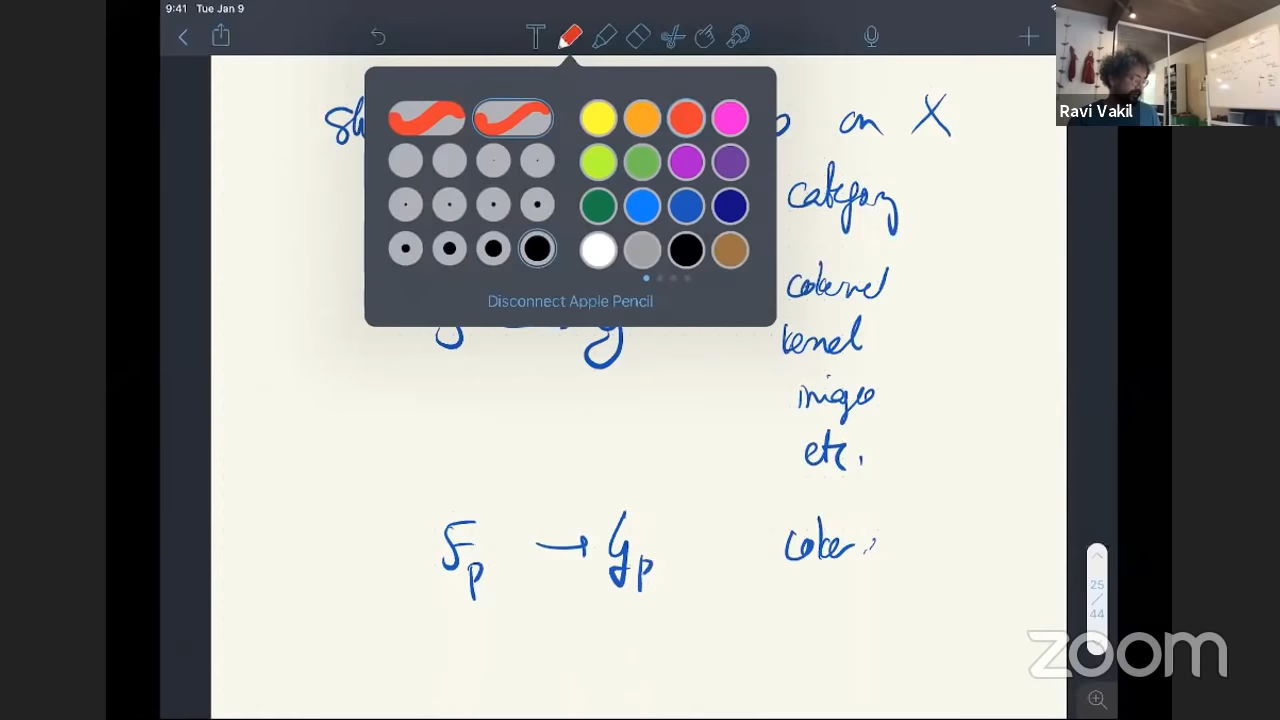 9:41 Tue Jan 9
T
Ravi Vakil
Sh on X
category
Disconnect Apple Pencil
cokernel
kernel
image
etc.
F_p → G_p coker
25
/
44
zoom